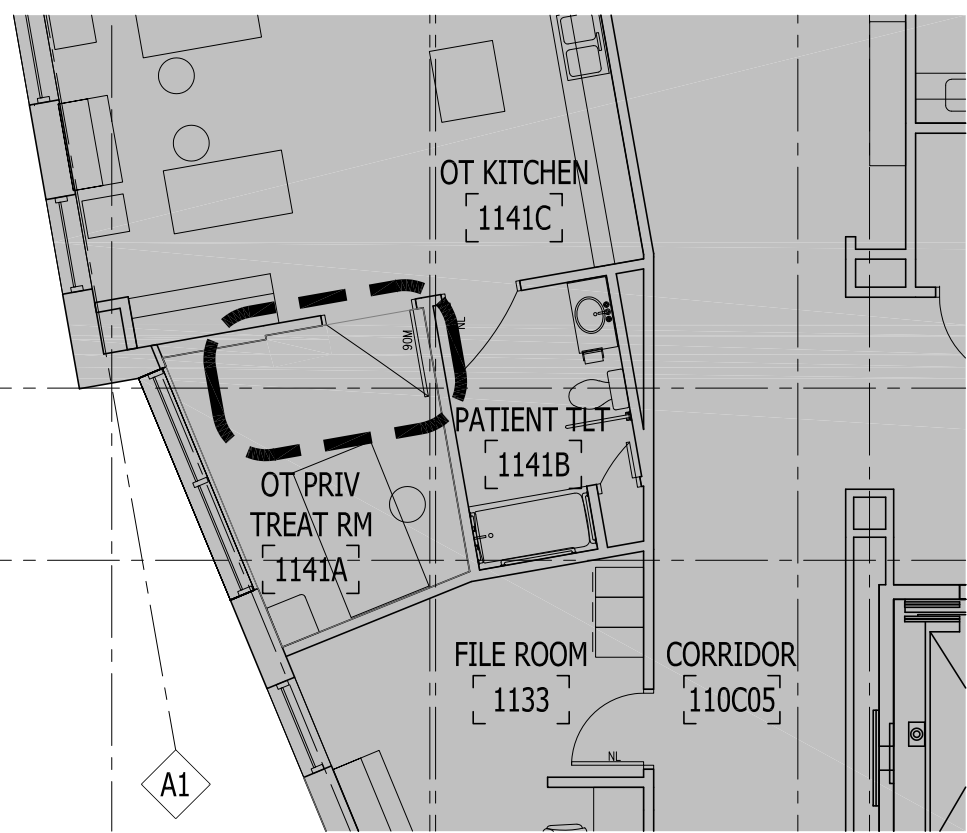 OT KITCHEN
1141C
90M
NL
PATIENT TLT
1141B
OT PRIV
TREAT RM
1141A
FILE ROOM
1133
CORRIDOR
110C05
NL
A1